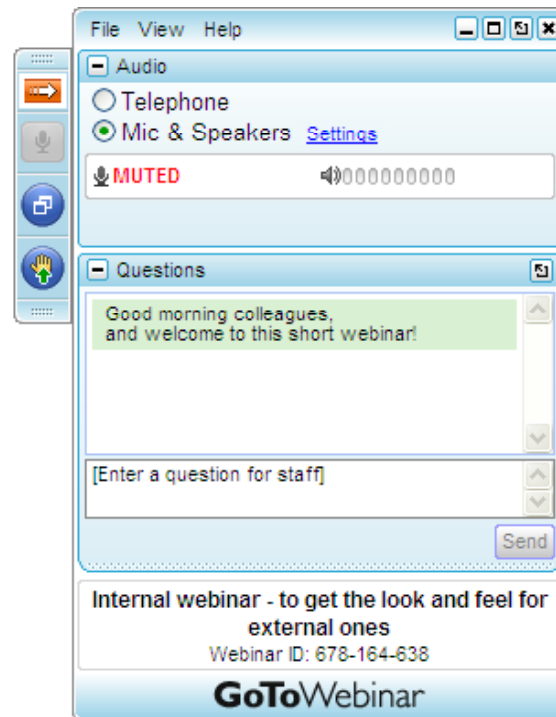 File View Help
Audio
Telephone
Mic & Speakers Settings
MUTED 000000000
Questions
Good morning colleagues,
and welcome to this short webinar!
[Enter a question for staff]
Send
Internal webinar - to get the look and feel for
external ones
Webinar ID: 678-164-638
GoToWebinar